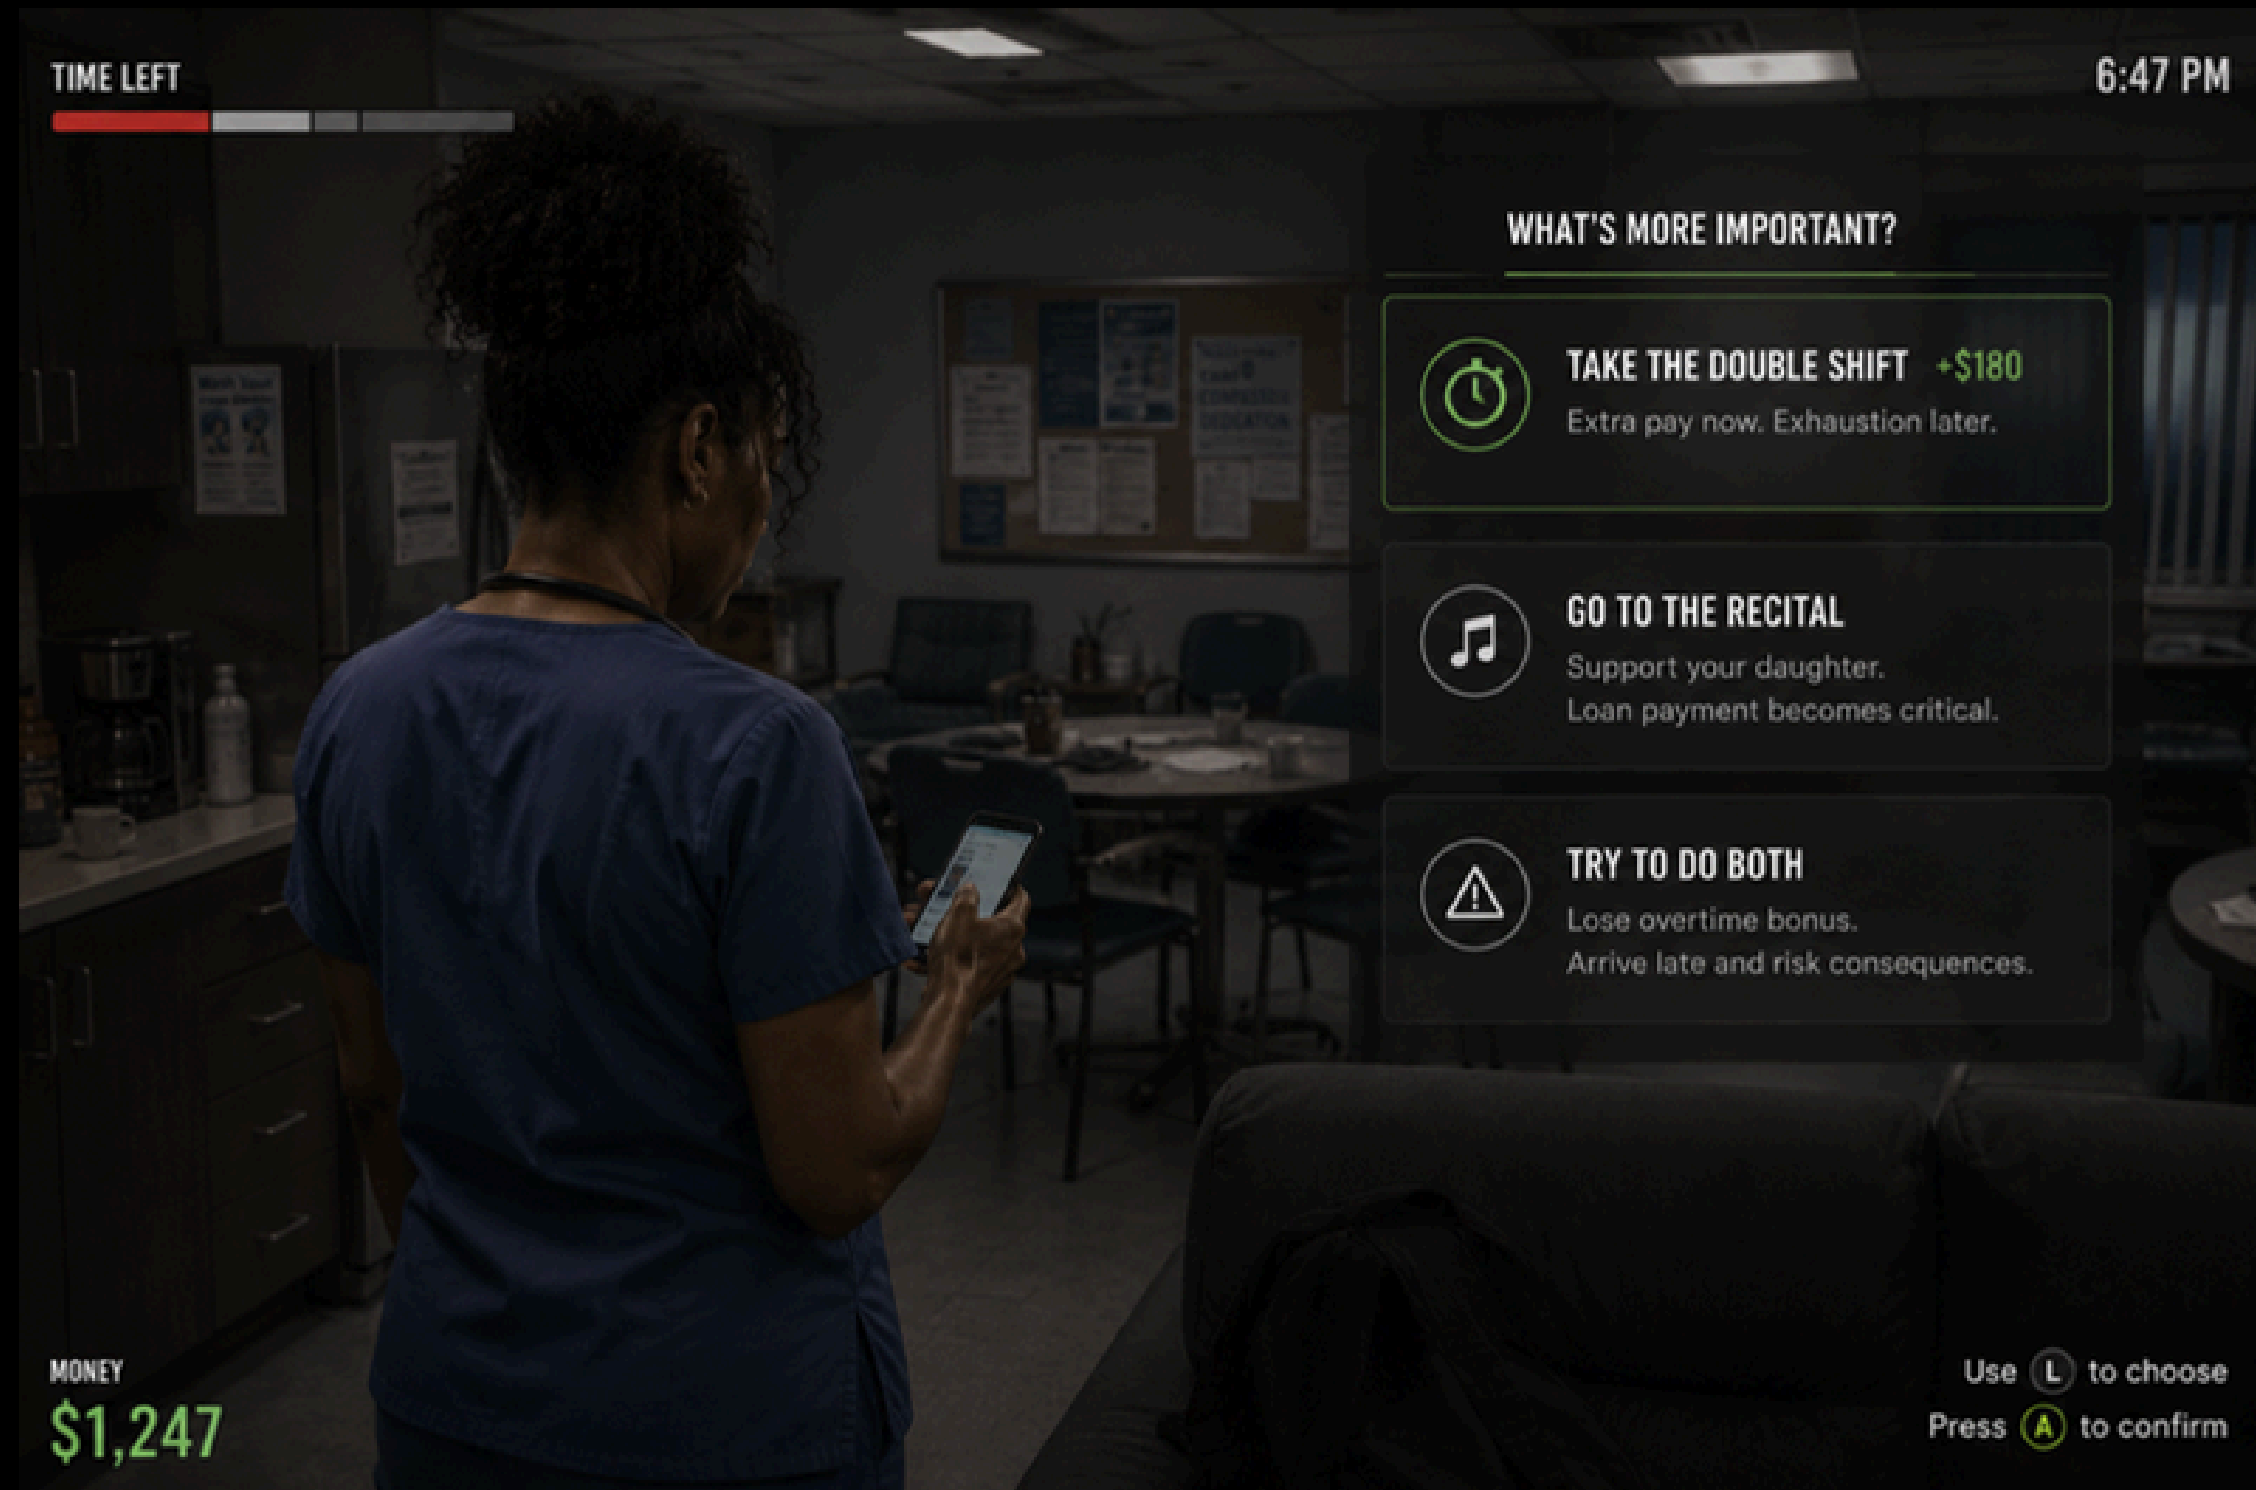 TIME LEFT
6:47 PM
WHAT'S MORE IMPORTANT?
TAKE THE DOUBLE SHIFT +$180
Extra pay now. Exhaustion later.
GO TO THE RECITAL
Support your daughter.
Loan payment becomes critical.
TRY TO DO BOTH
Lose overtime bonus.
Arrive late and risk consequences.
MONEY
$1,247
Use L to choose
Press A to confirm